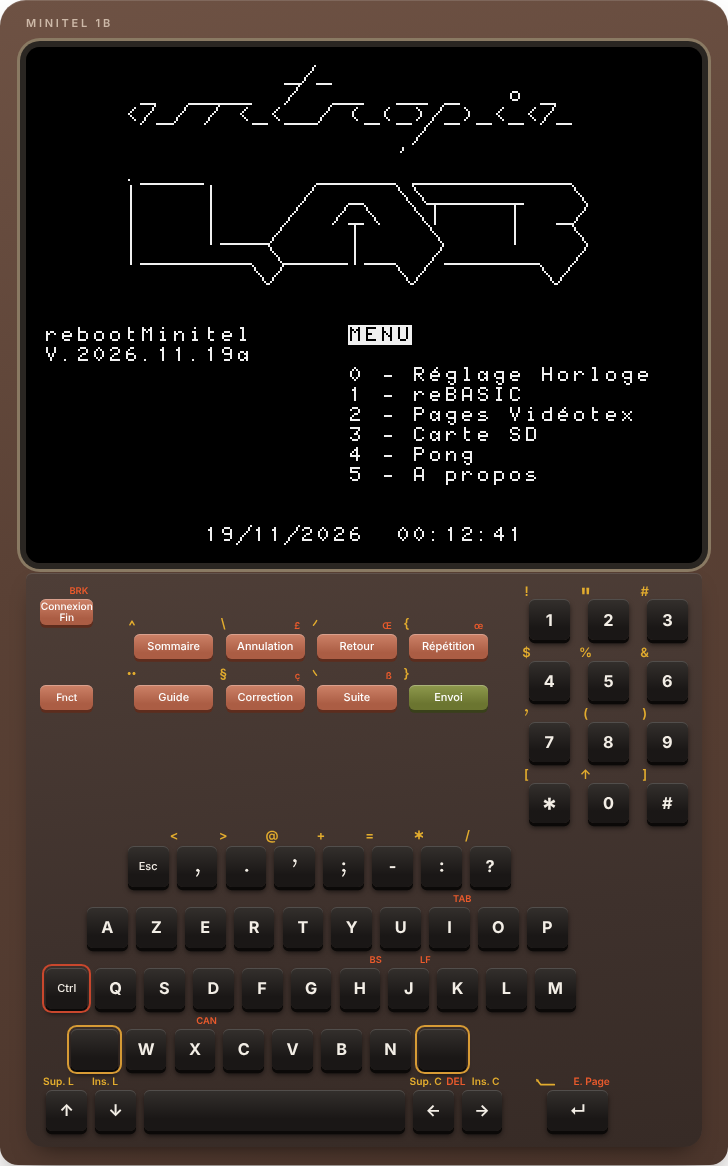 MINITEL 1B
entropia
LAB
rebootMinitel
V.2026.11.19a
MENU
0 - Réglage Horloge
1 - reBASIC
2 - Pages Vidéotex
3 - Carte SD
4 - Pong
5 - A propos
19/11/2026 00:12:41
BRK
Connexion
Fin
^ \ £ ´ Œ { œ
Sommaire Annulation Retour Répétition
¨ § ç ` ß }
Fnct Guide Correction Suite Envoi
! " #
1 2 3
$ % &
4 5 6
' ( )
7 8 9
[ ↑ ]
* 0 #
< > @ + = * /
Esc , . ' ; - : ?
TAB
A Z E R T Y U I O P
BS LF
Ctrl Q S D F G H J K L M
CAN
W X C V B N
Sup. L Ins. L Sup. C DEL Ins. C E. Page
↑ ↓ ← → ↵